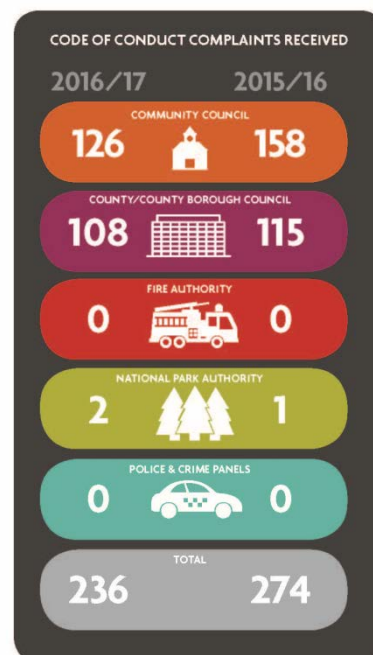 CODE OF CONDUCT COMPLAINTS RECEIVED
2016/17 2015/16
COMMUNITY COUNCIL
126 158
COUNTY/COUNTY BOROUGH COUNCIL
108 115
FIRE AUTHORITY
0 0
NATIONAL PARK AUTHORITY
2 1
POLICE & CRIME PANELS
0 0
TOTAL
236 274